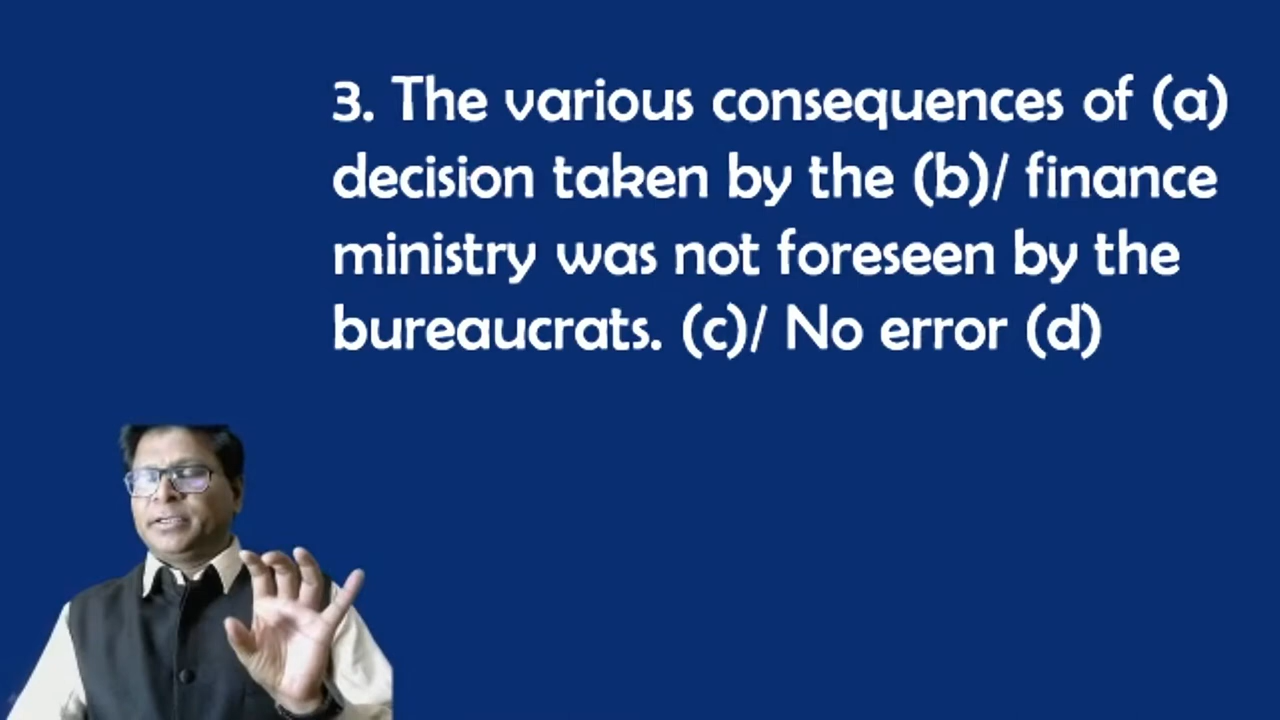 3. The various consequences of (a)
decision taken by the (b)/ finance
ministry was not foreseen by the
bureaucrats. (c)/ No error (d)